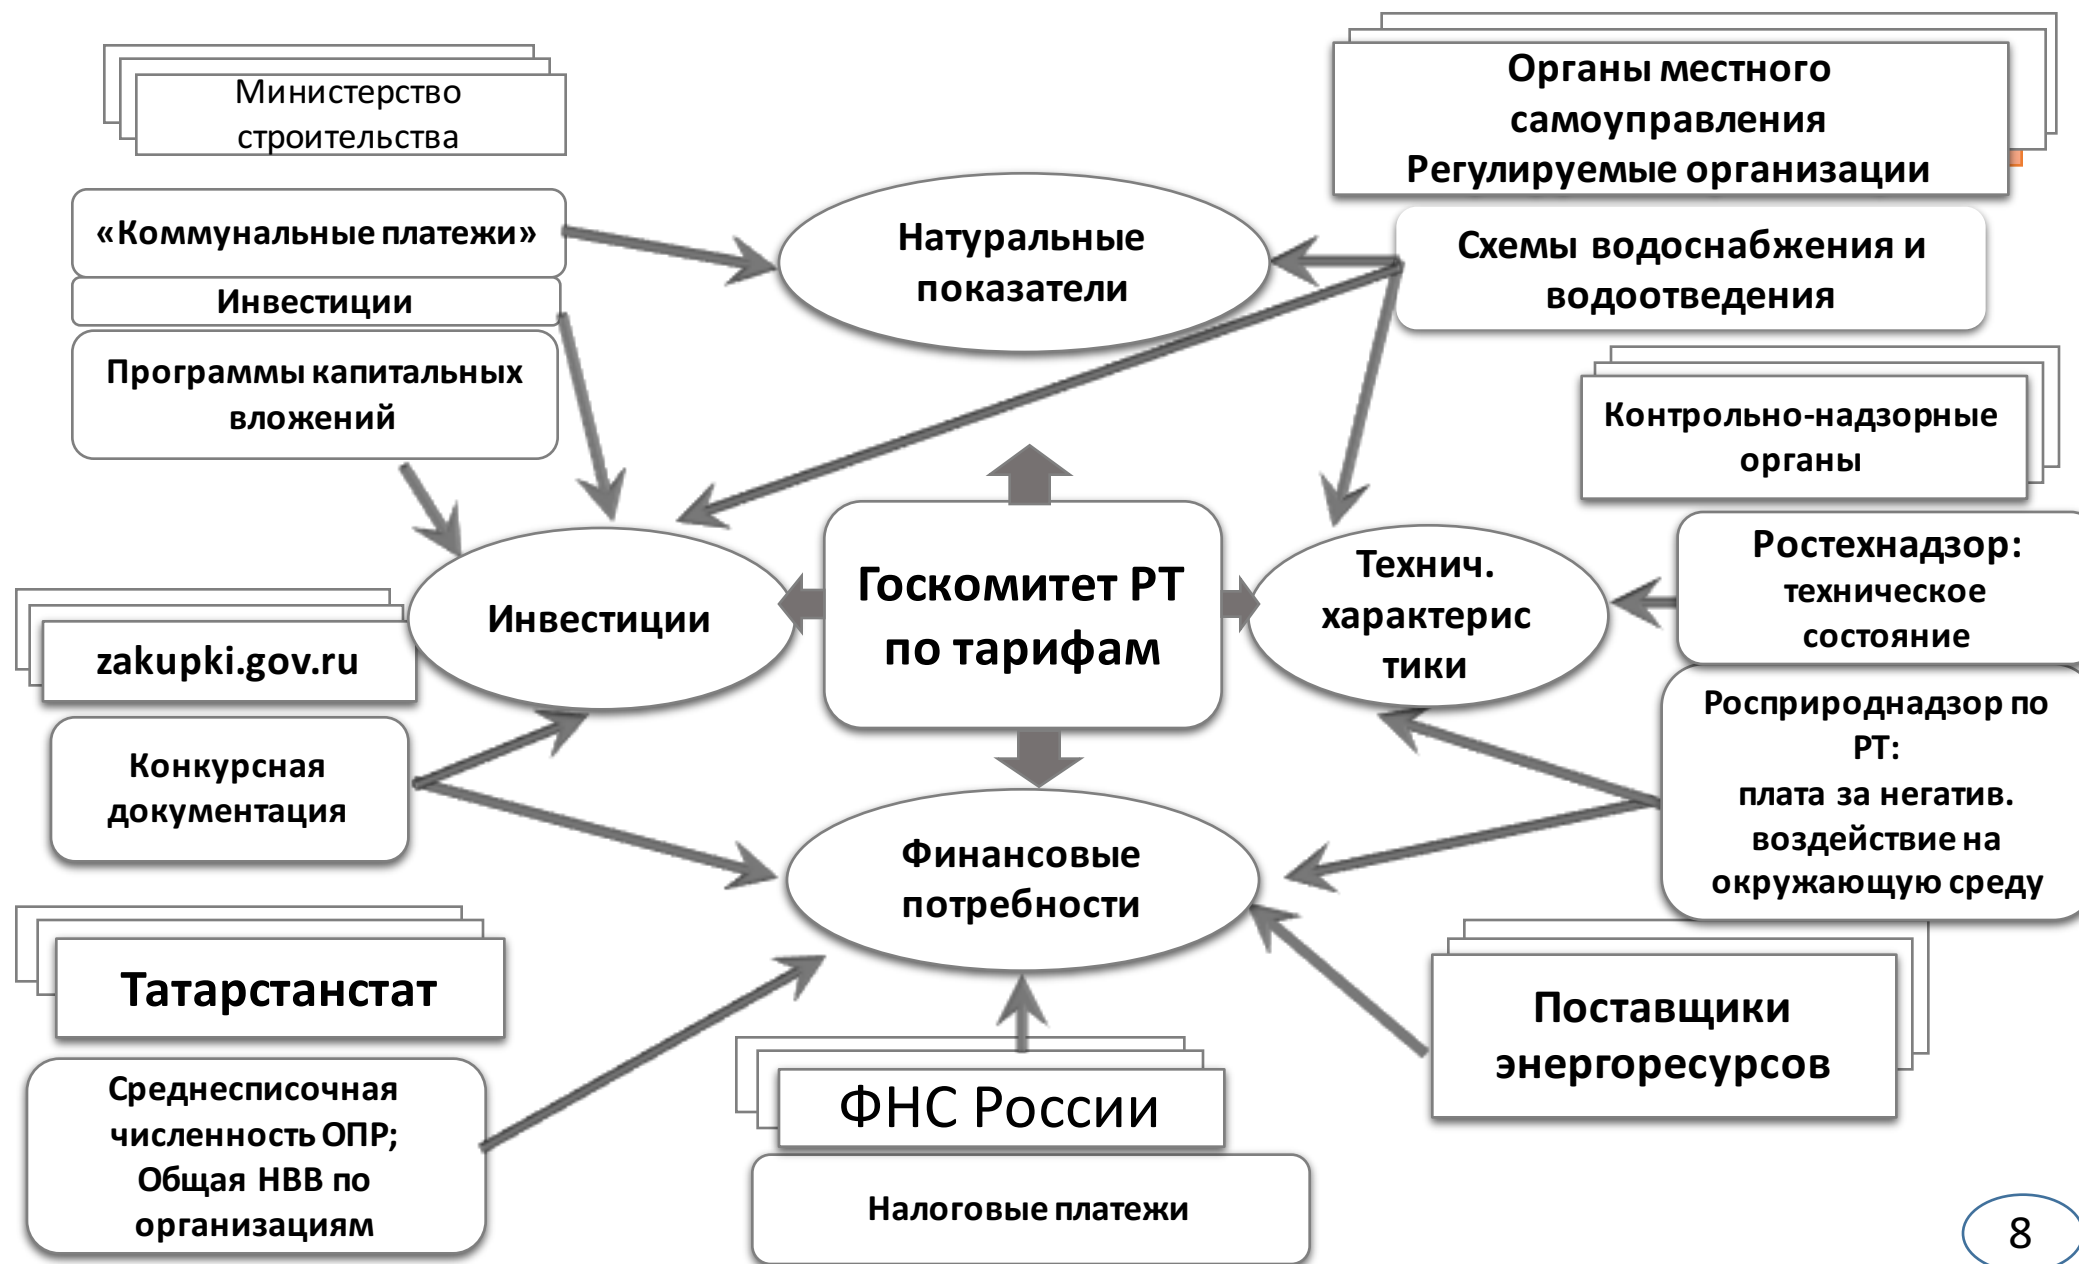 Министерство
строительства
«Коммунальные платежи»
Инвестиции
Программы капитальных
вложений
Органы местного
самоуправления
Регулируемые организации
Схемы водоснабжения и
водоотведения
Натуральные
показатели
Контрольно-надзорные
органы
Ростехнадзор:
техническое
состояние
Росприроднадзор по
РТ:
плата за негатив.
воздействие на
окружающую среду
Госкомитет РТ
по тарифам
Инвестиции
Технич.
характерис
тики
Финансовые
потребности
zakupki.gov.ru
Конкурсная
документация
Татарстанстат
Среднесписочная
численность ОПР;
Общая НВВ по
организациям
ФНС России
Налоговые платежи
Поставщики
энергоресурсов
8